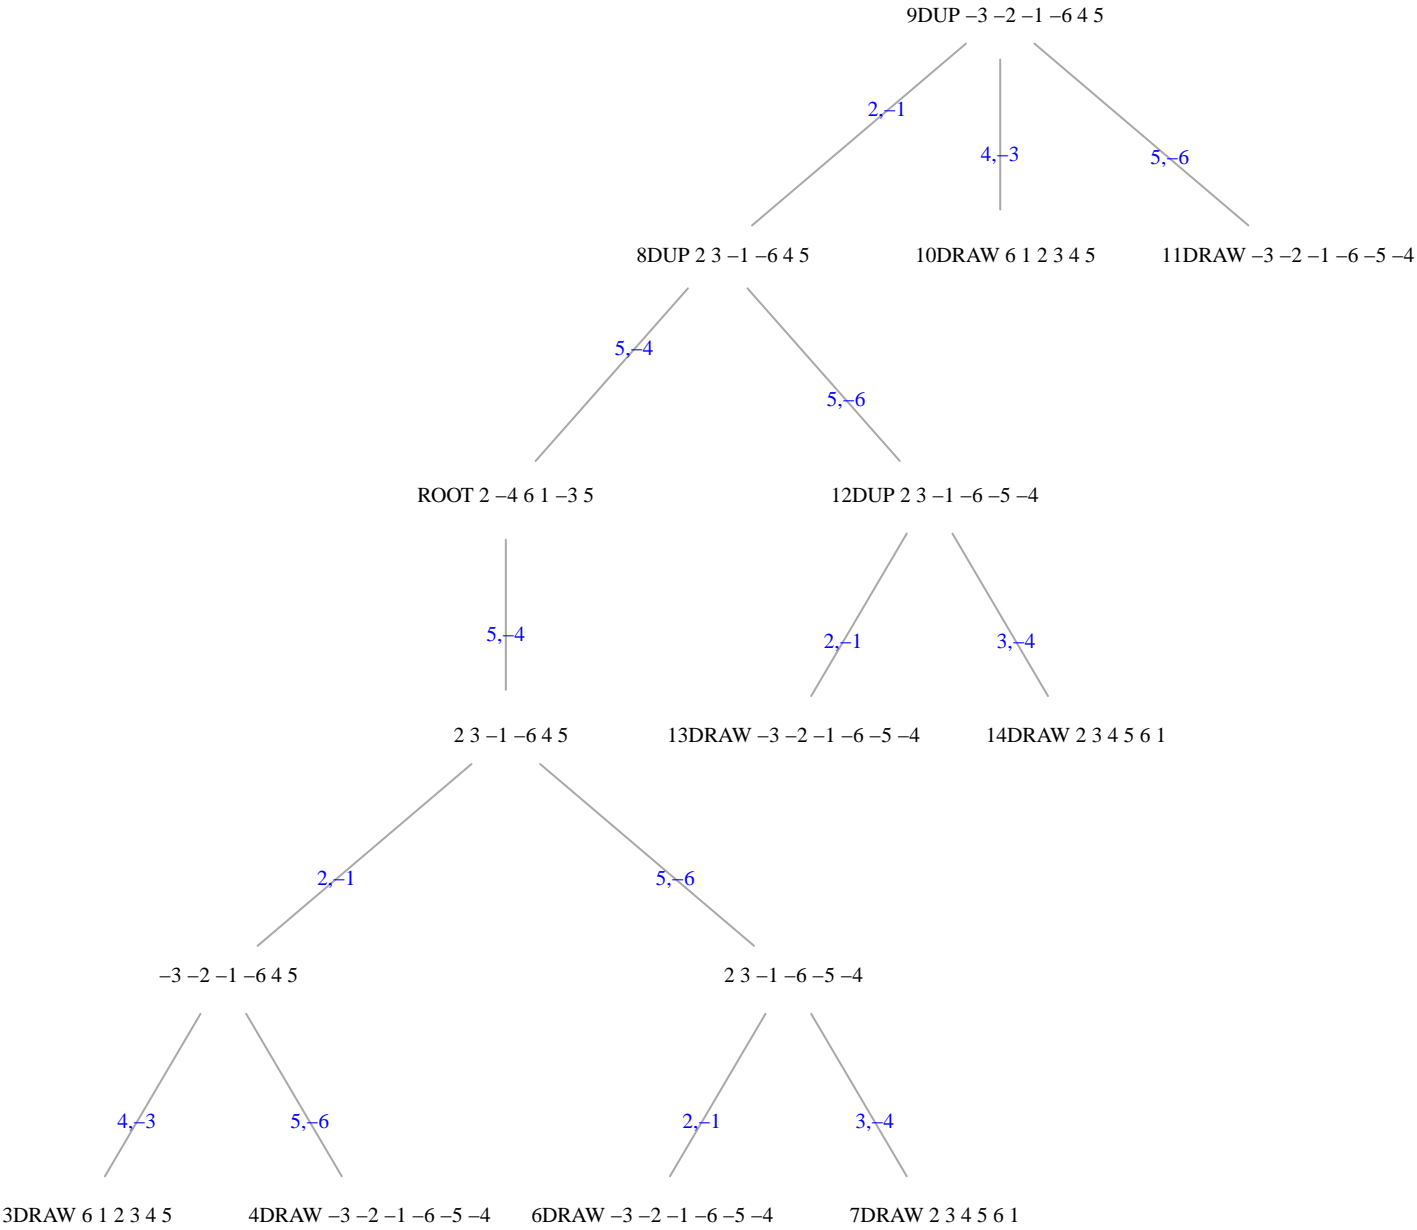 9DUP −3 −2 −1 −6 4 5
2,−1
4,−3
5,−6
8DUP 2 3 −1 −6 4 5
10DRAW 6 1 2 3 4 5
11DRAW −3 −2 −1 −6 −5 −4
5,−4
5,−6
ROOT 2 −4 6 1 −3 5
12DUP 2 3 −1 −6 −5 −4
5,−4
2,−1
3,−4
2 3 −1 −6 4 5
13DRAW −3 −2 −1 −6 −5 −4
14DRAW 2 3 4 5 6 1
2,−1
5,−6
−3 −2 −1 −6 4 5
2 3 −1 −6 −5 −4
4,−3
5,−6
2,−1
3,−4
3DRAW 6 1 2 3 4 5
4DRAW −3 −2 −1 −6 −5 −4
6DRAW −3 −2 −1 −6 −5 −4
7DRAW 2 3 4 5 6 1